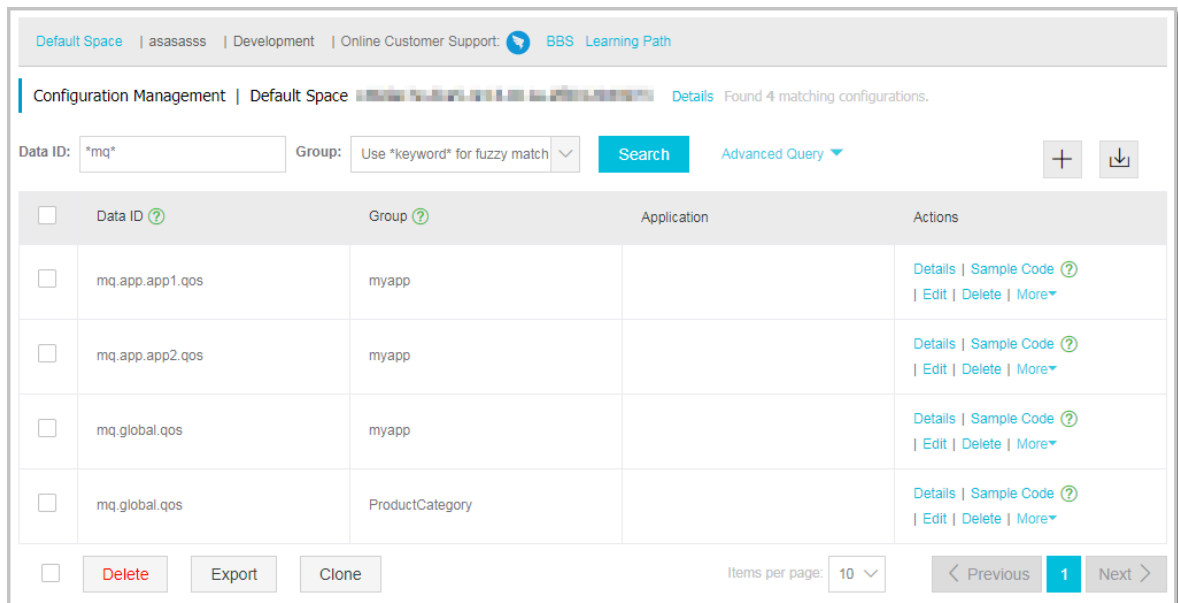 Default Space | asasasss | Development | Online Customer Support: BBS Learning Path
Configuration Management | Default Space Details Found 4 matching configurations.
Data ID: *mq* Group: Use *keyword* for fuzzy match Search Advanced Query
Data ID ? Group ? Application Actions
mq.app.app1.qos myapp Details | Sample Code ?
| Edit | Delete | More
mq.app.app2.qos myapp Details | Sample Code ?
| Edit | Delete | More
mq.global.qos myapp Details | Sample Code ?
| Edit | Delete | More
mq.global.qos ProductCategory Details | Sample Code ?
| Edit | Delete | More
Delete Export Clone Items per page: 10 < Previous 1 Next >